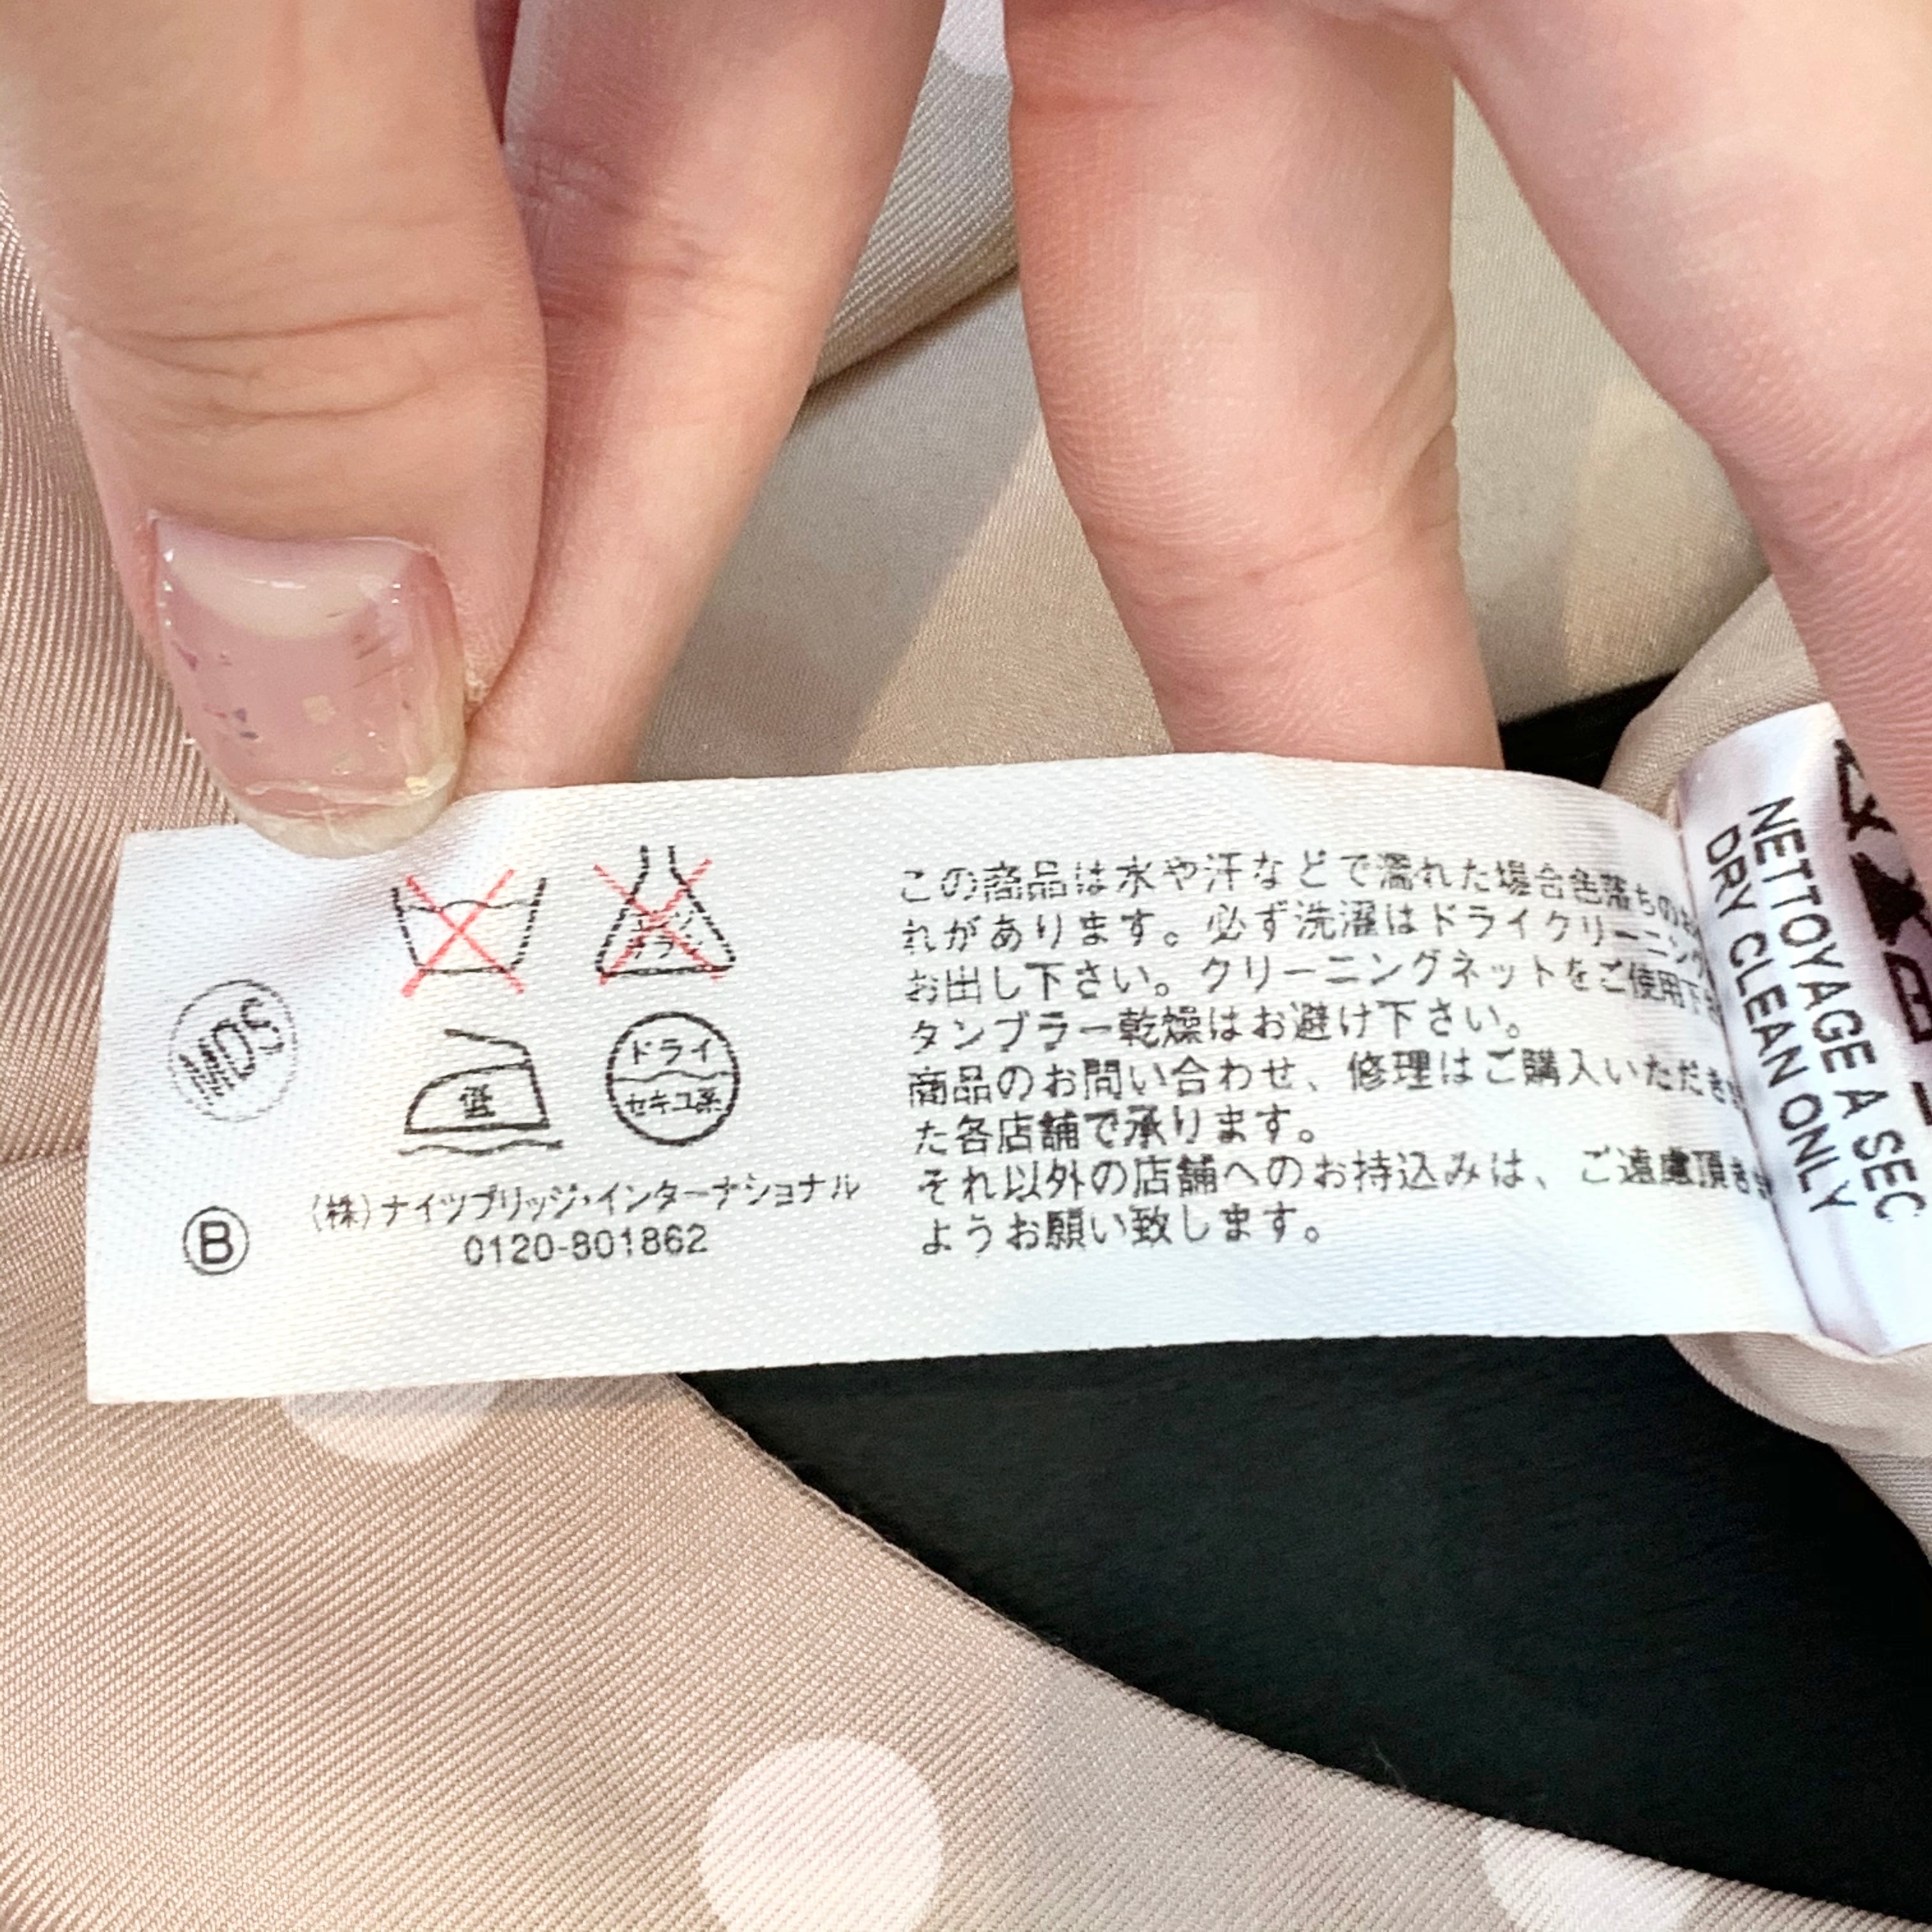 MDS
低
ドライ
セキユ系
(株)ナイツブリッジ・インターナショナル
0120-801862
B
この商品は水や汗などで濡れた場合色落ちの
れがあります。必ず洗濯はドライクリーニング
お出し下さい。クリーニングネットをご使用下
タンブラー乾燥はお避け下さい。
商品のお問い合わせ、修理はご購入いただき
た各店舗で承ります。
それ以外の店舗へのお持込みは、ご遠慮頂き
ようお願い致します。
NETTOYAGE A SEC
DRY CLEAN ONLY